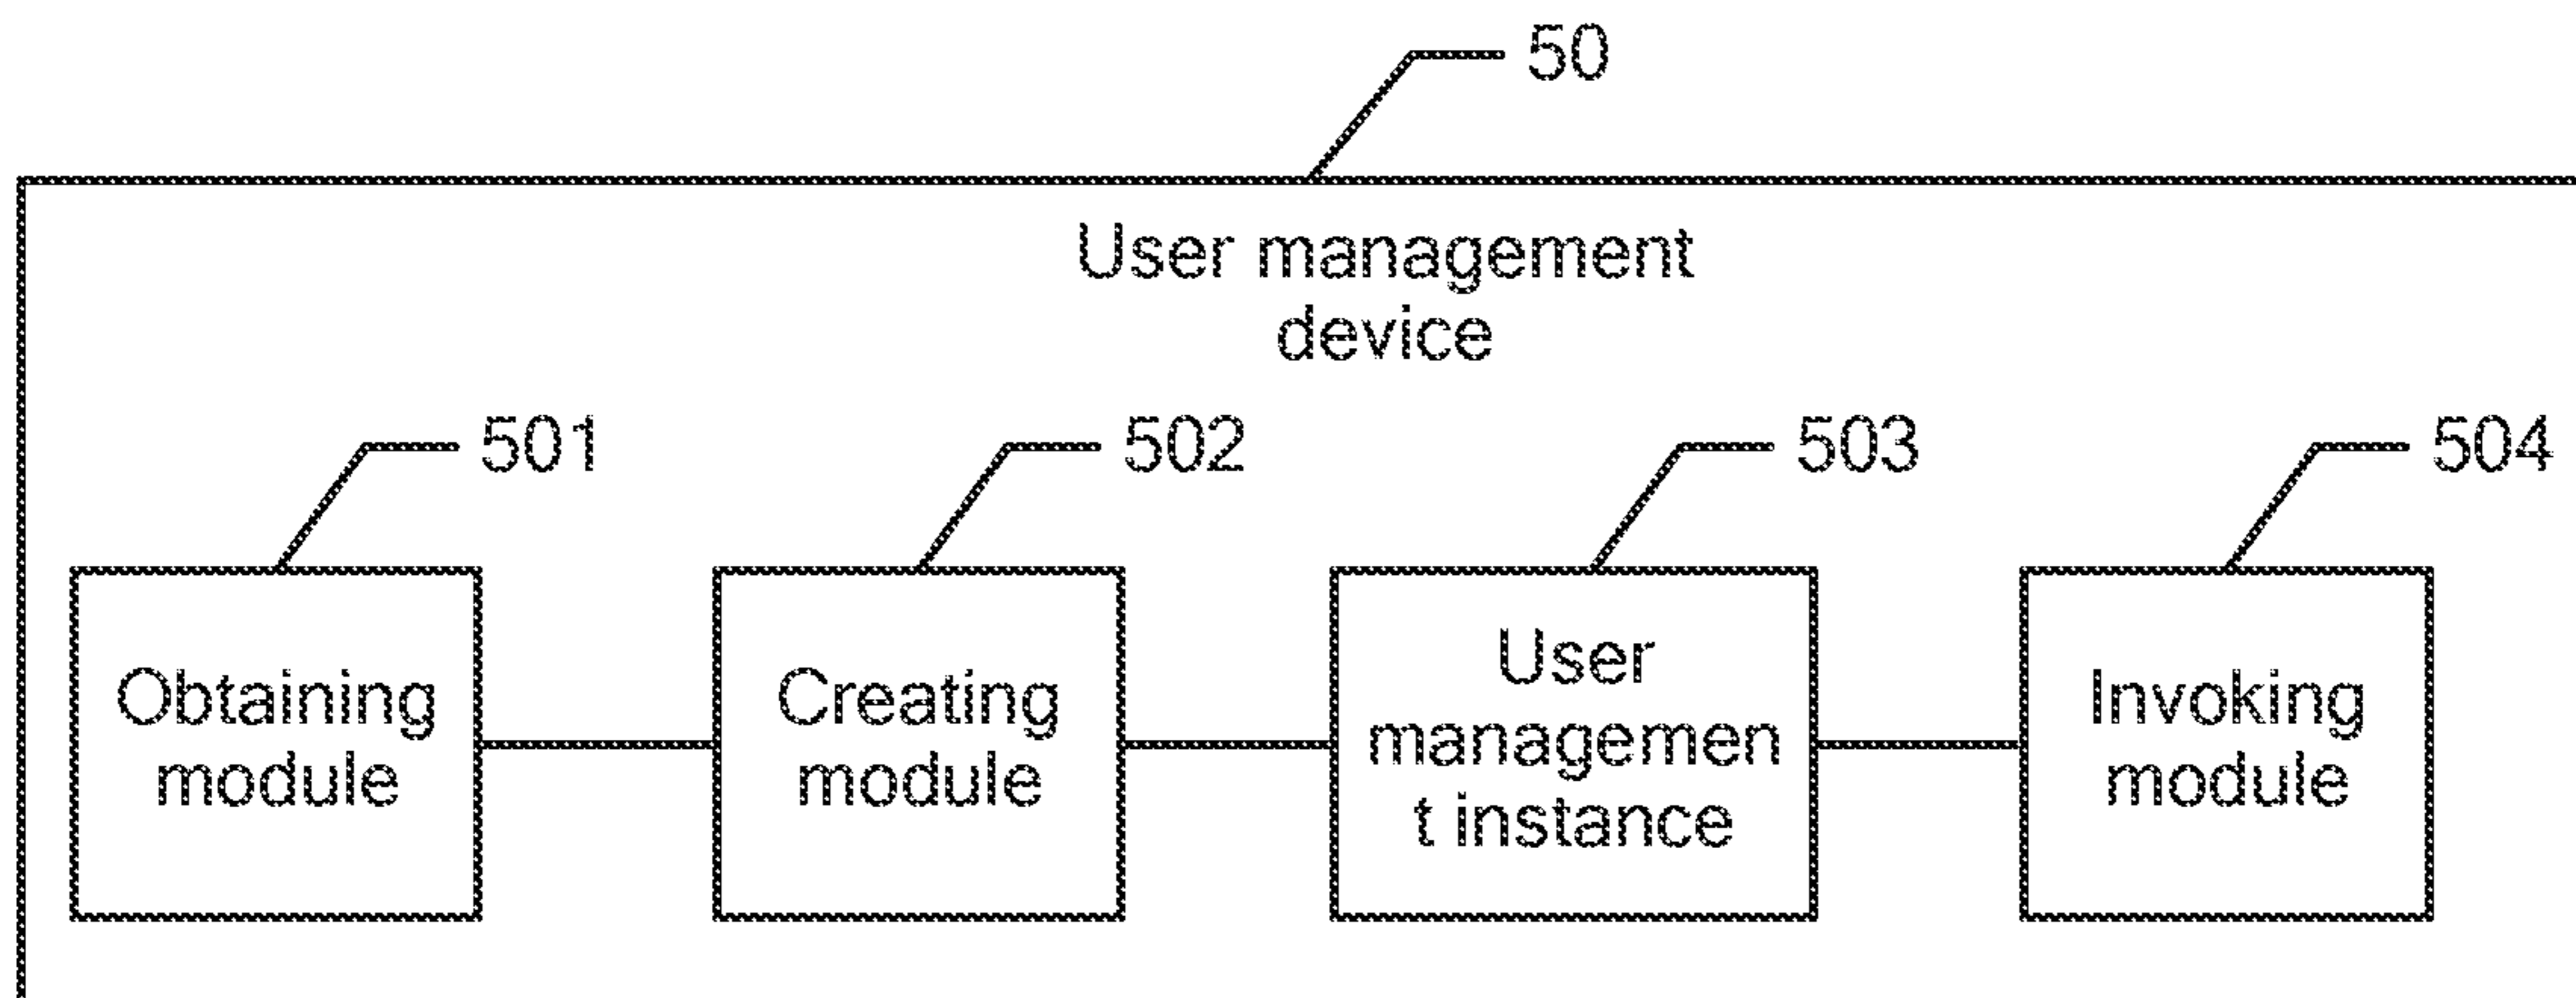 50
User management
device
501
502
503
504
Obtaining
module
Creating
module
User
managemen
t instance
Invoking
module